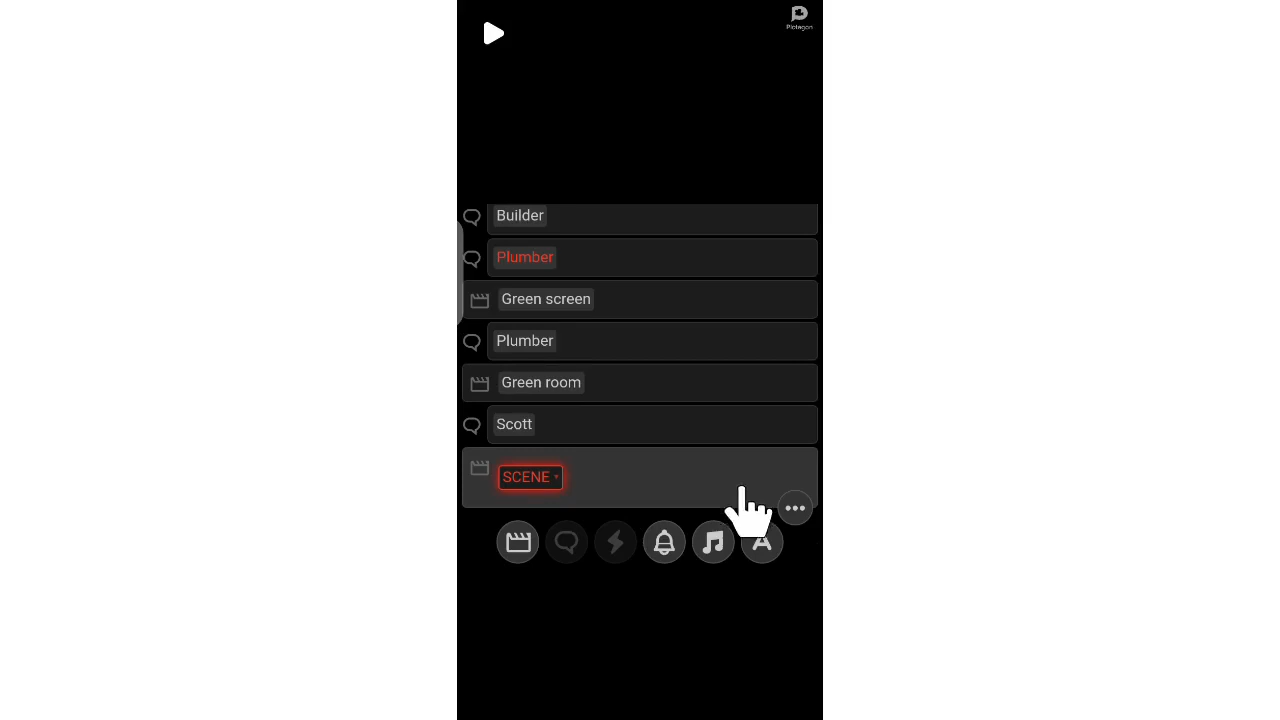 Plotagon
Builder
Plumber
Green screen
Plumber
Green room
Scott
SCENE
A